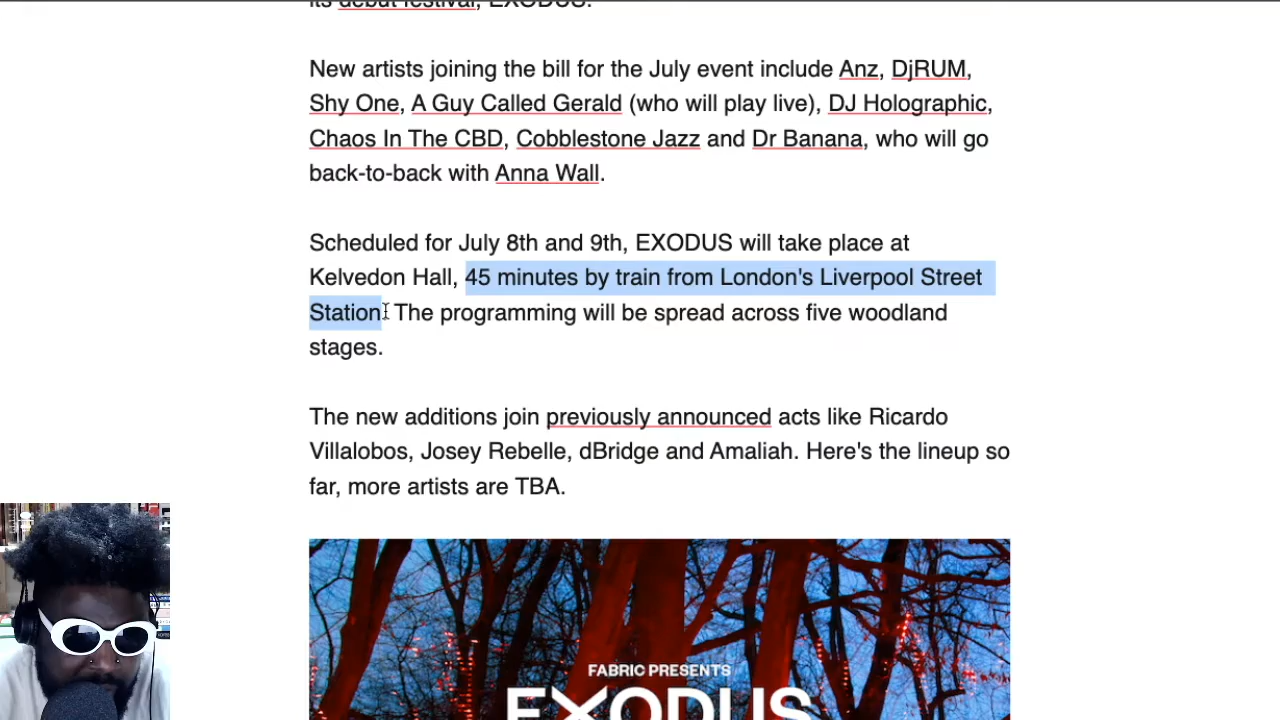 its debut festival, EXODUS.
New artists joining the bill for the July event include Anz, DjRUM,
Shy One, A Guy Called Gerald (who will play live), DJ Holographic,
Chaos In The CBD, Cobblestone Jazz and Dr Banana, who will go
back-to-back with Anna Wall.
Scheduled for July 8th and 9th, EXODUS will take place at
Kelvedon Hall, 45 minutes by train from London's Liverpool Street
Station. The programming will be spread across five woodland
stages.
The new additions join previously announced acts like Ricardo
Villalobos, Josey Rebelle, dBridge and Amaliah. Here's the lineup so
far, more artists are TBA.
FABRIC PRESENTS
EXODUS